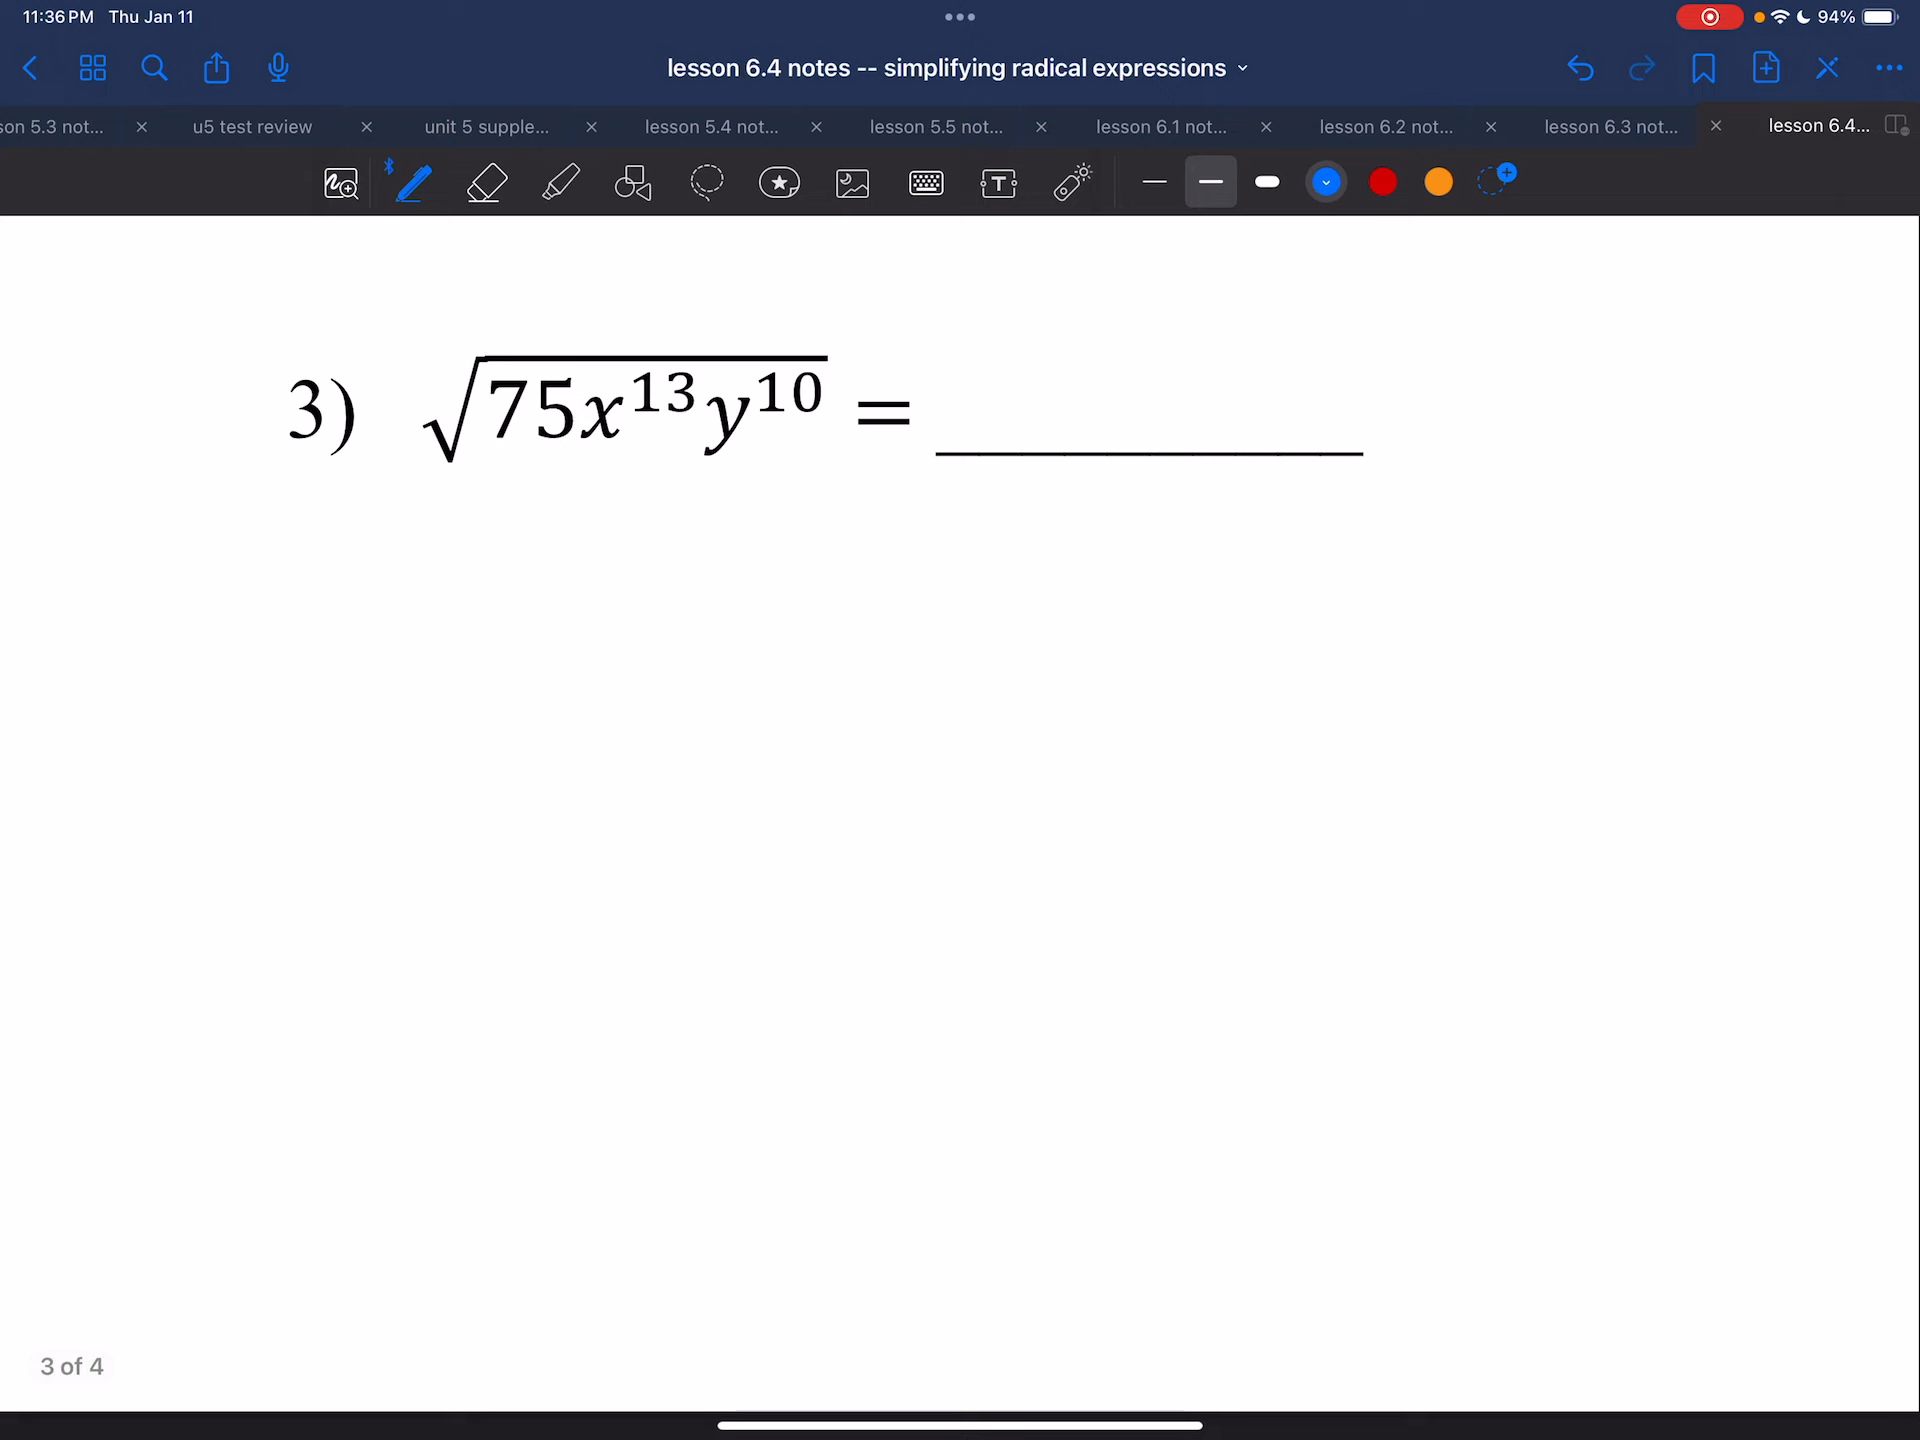 11:36 PM Thu Jan 11
94%
lesson 6.4 notes -- simplifying radical expressions
son 5.3 not... u5 test review unit 5 supple... lesson 5.4 not... lesson 5.5 not... lesson 6.1 not... lesson 6.2 not... lesson 6.3 not... lesson 6.4...
T
3) √75x¹³y¹⁰ = ____________
3 of 4